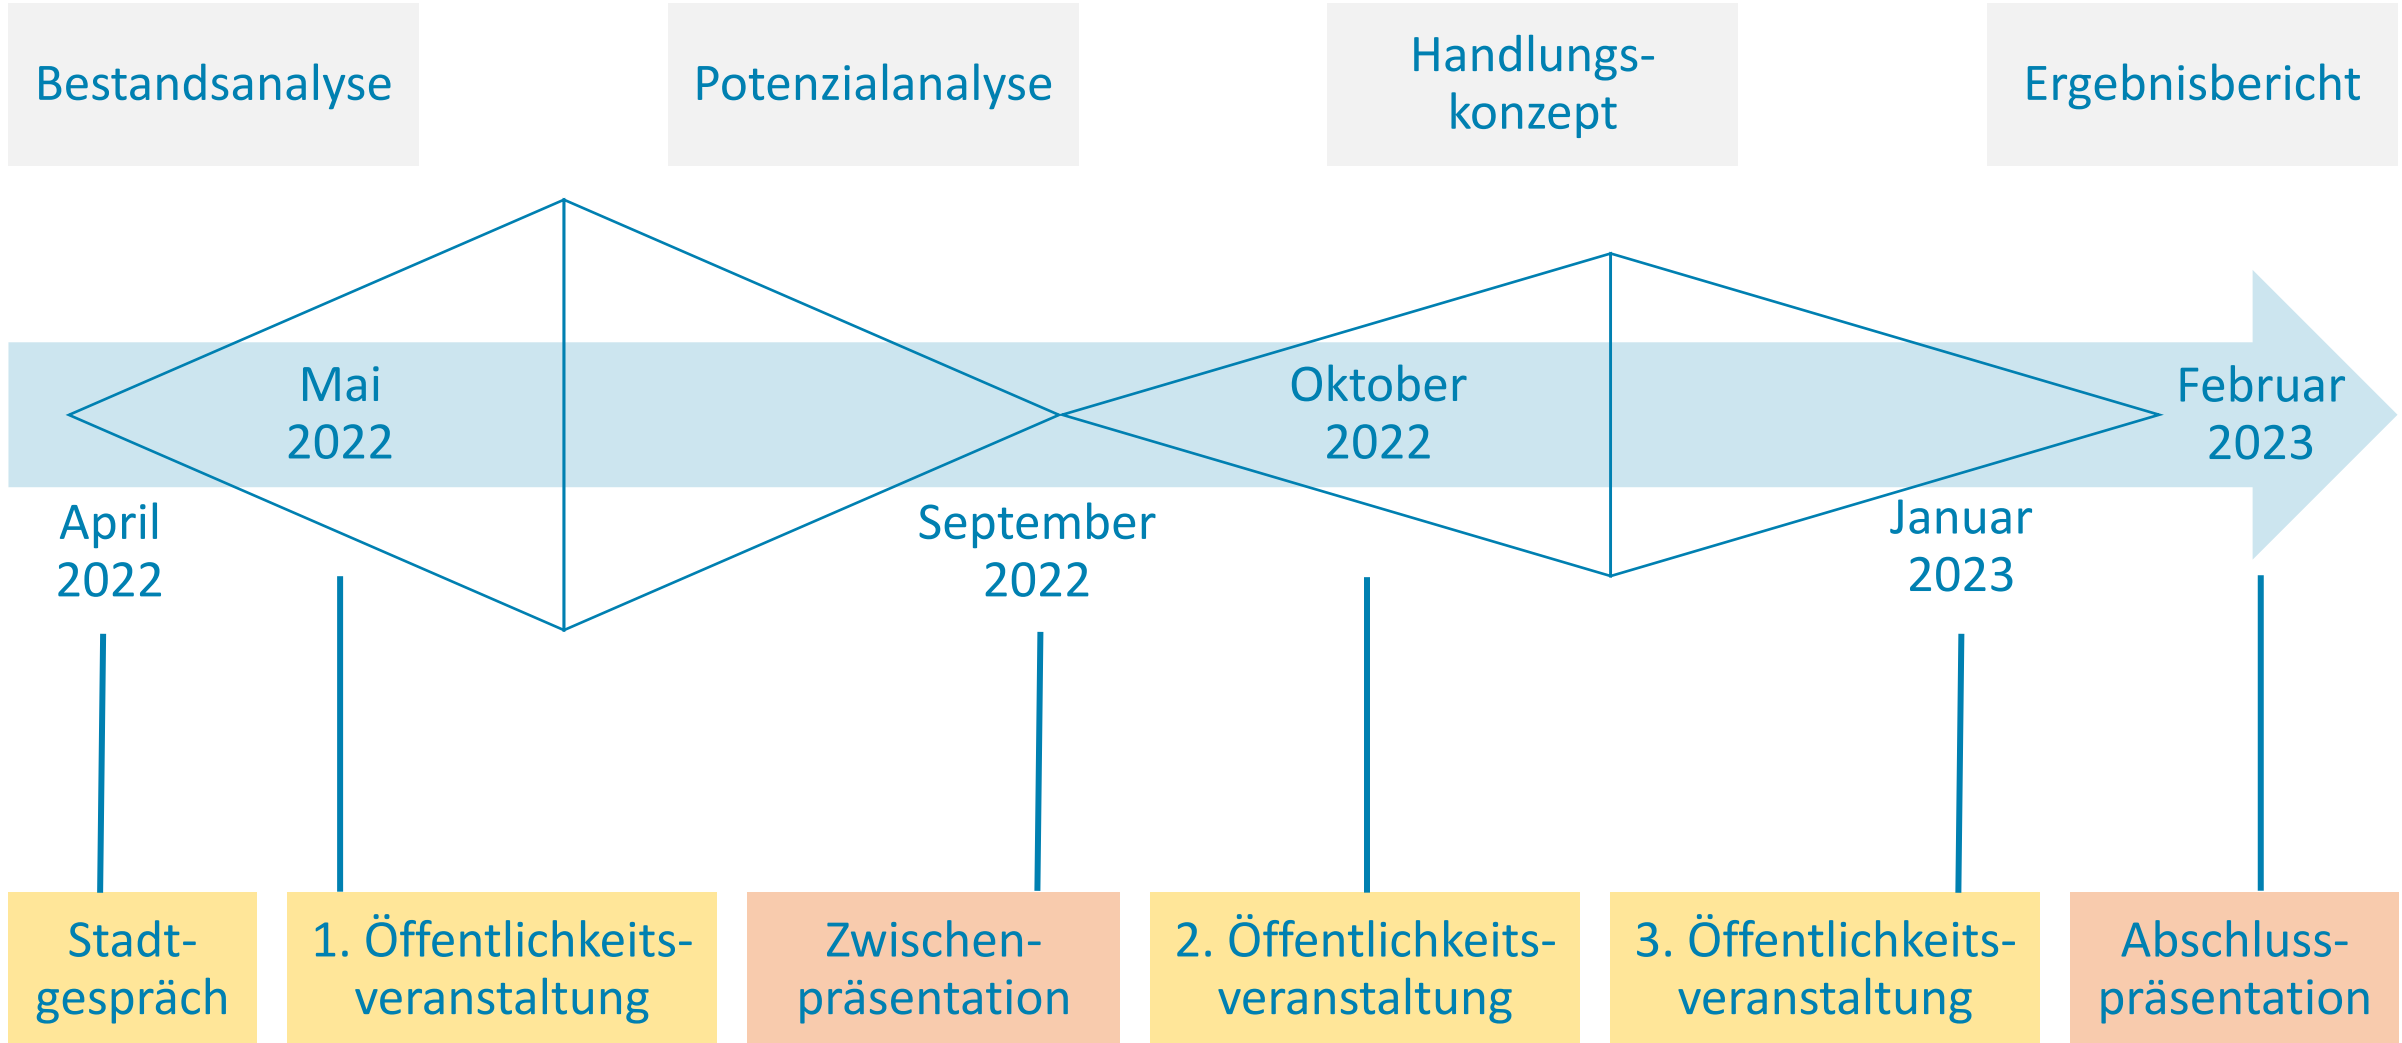 Bestandsanalyse
Potenzialanalyse
Handlungs-
konzept
Ergebnisbericht
Mai
2022
Oktober
2022
Februar
2023
April
2022
September
2022
Januar
2023
Stadt-
gespräch
1. Öffentlichkeits-
veranstaltung
Zwischen-
präsentation
2. Öffentlichkeits-
veranstaltung
3. Öffentlichkeits-
veranstaltung
Abschluss-
präsentation